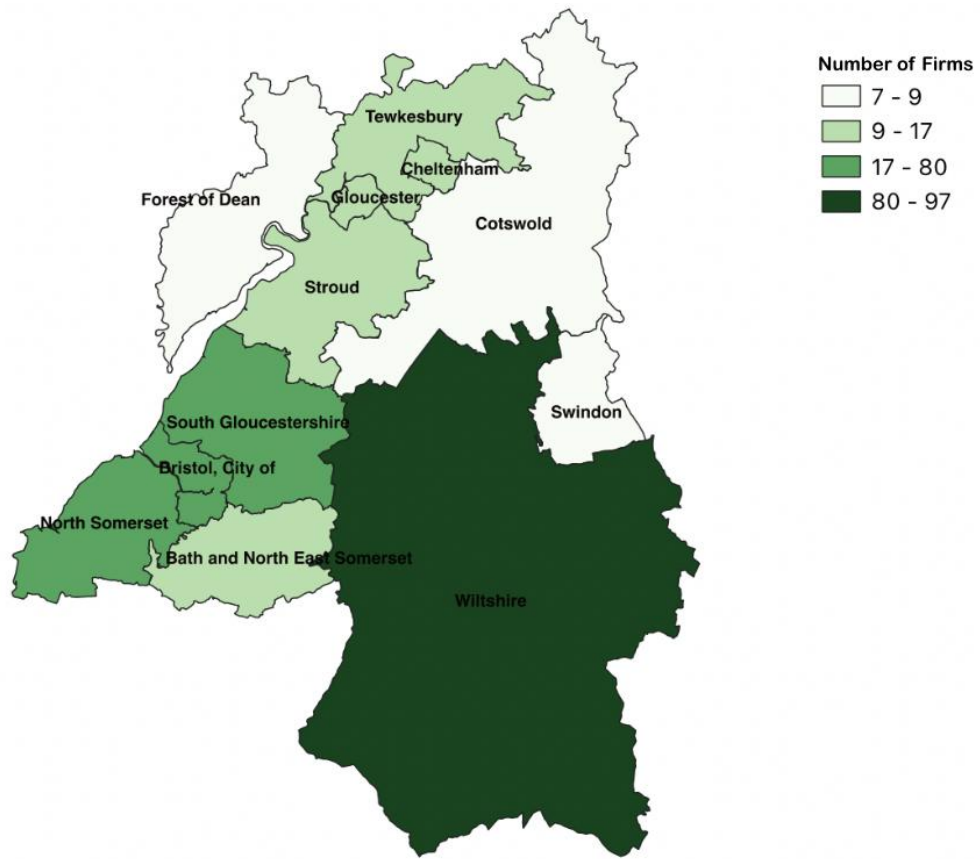 Number of Firms
7 - 9
9 - 17
17 - 80
80 - 97
Tewkesbury
Cheltenham
Gloucester
Forest of Dean
Cotswold
Stroud
Swindon
South Gloucestershire
Bristol, City of
North Somerset
Bath and North East Somerset
Wiltshire